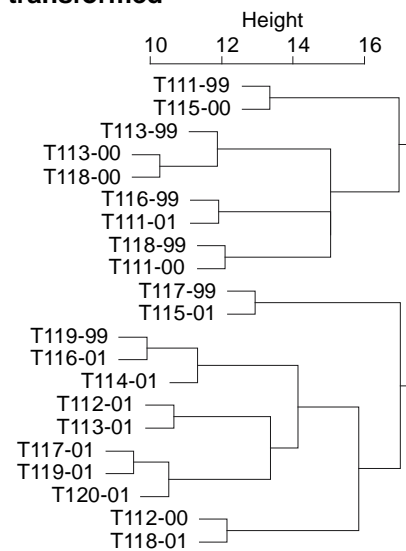 transformed
Height
10 12 14 16
T111-99
T115-00
T113-99
T113-00
T118-00
T116-99
T111-01
T118-99
T111-00
T117-99
T115-01
T119-99
T116-01
T114-01
T112-01
T113-01
T117-01
T119-01
T120-01
T112-00
T118-01